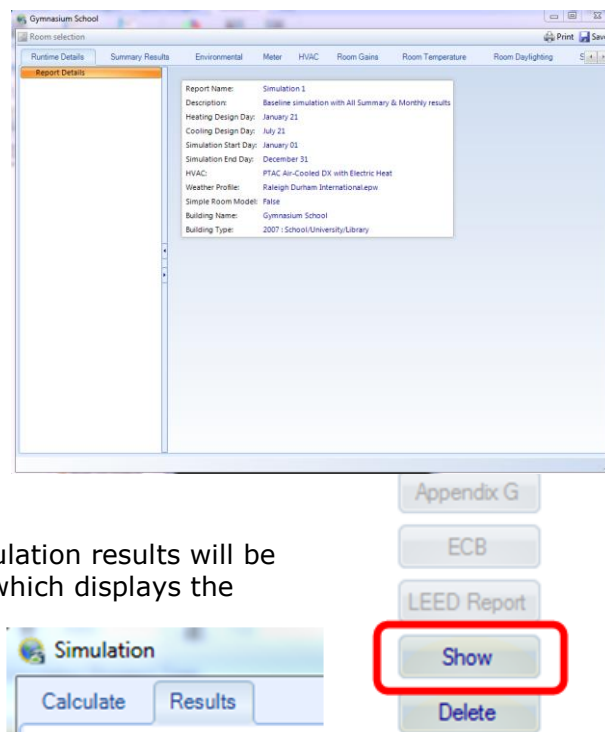 Gymnasium School
Room selection
Print Save
Runtime Details Summary Results Environmental Meter HVAC Room Gains Room Temperature Room Daylighting S
Report Details
Report Name: Simulation 1
Description: Baseline simulation with All Summary & Monthly results
Heating Design Day: January 21
Cooling Design Day: July 21
Simulation Start Day: January 01
Simulation End Day: December 31
HVAC: PTAC Air-Cooled DX with Electric Heat
Weather Profile: Raleigh Durham International.epw
Simple Room Model: False
Building Name: Gymnasium School
Building Type: 2007 : School/University/Library
Appendix G
ECB
LEED Report
Show
Delete
ulation results will be
which displays the
Simulation
Calculate Results